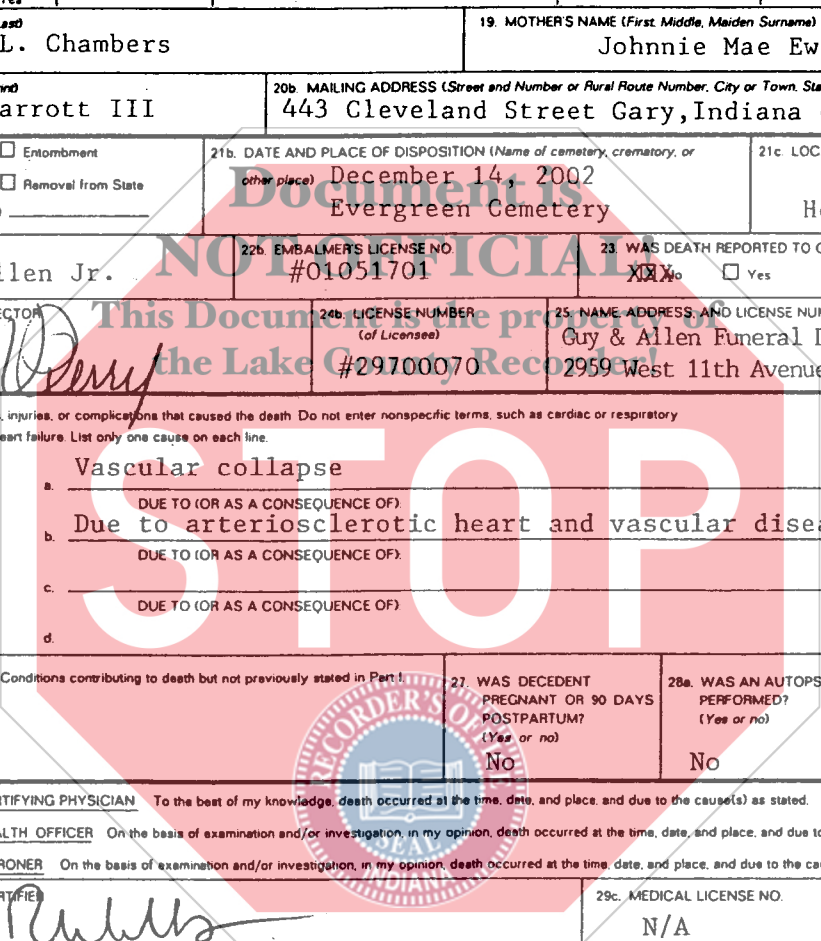 L. Chambers
19. MOTHER'S NAME (First, Middle, Maiden Surname)
Johnnie Mae Ew
arrott III
20b. MAILING ADDRESS (Street and Number or Rural Route Number, City or Town, Sta
443 Cleveland Street Gary,Indiana
Entombment
Removal from State
21b. DATE AND PLACE OF DISPOSITION (Name of cemetery, crematory, or
other place) December 14, 2002
Evergreen Cemetery
21c. LOC
H
Document is
NOT OFFICIAL!
This Document is the property of
the Lake County Recorder!
llen Jr.
22b. EMBALMER'S LICENSE NO.
#01051701
23. WAS DEATH REPORTED TO C
XXX No Yes
ECTOR
24b. LICENSE NUMBER
(of Licensee)
#29700070
25. NAME, ADDRESS, AND LICENSE NU
Guy & Allen Funeral D
2959 West 11th Avenue
, injuries, or complications that caused the death. Do not enter nonspecific terms, such as cardiac or respiratory
eart failure. List only one cause on each line.
STOP
a. Vascular collapse
DUE TO (OR AS A CONSEQUENCE OF):
b. Due to arteriosclerotic heart and vascular disea
DUE TO (OR AS A CONSEQUENCE OF):
c.
DUE TO (OR AS A CONSEQUENCE OF)
d.
Conditions contributing to death but not previously stated in Part I.
27. WAS DECEDENT
PREGNANT OR 90 DAYS
POSTPARTUM?
(Yes or no)
No
28a. WAS AN AUTOPS
PERFORMED?
(Yes or no)
No
RECORDER'S OFFICE
SEAL
INDIANA
RTIFYING PHYSICIAN To the best of my knowledge, death occurred at the time, date, and place, and due to the cause(s) as stated.
ALTH OFFICER On the basis of examination and/or investigation, in my opinion, death occurred at the time, date, and place, and due to
RONER On the basis of examination and/or investigation, in my opinion, death occurred at the time, date, and place, and due to the cau
RTIFIER
29c. MEDICAL LICENSE NO.
N/A